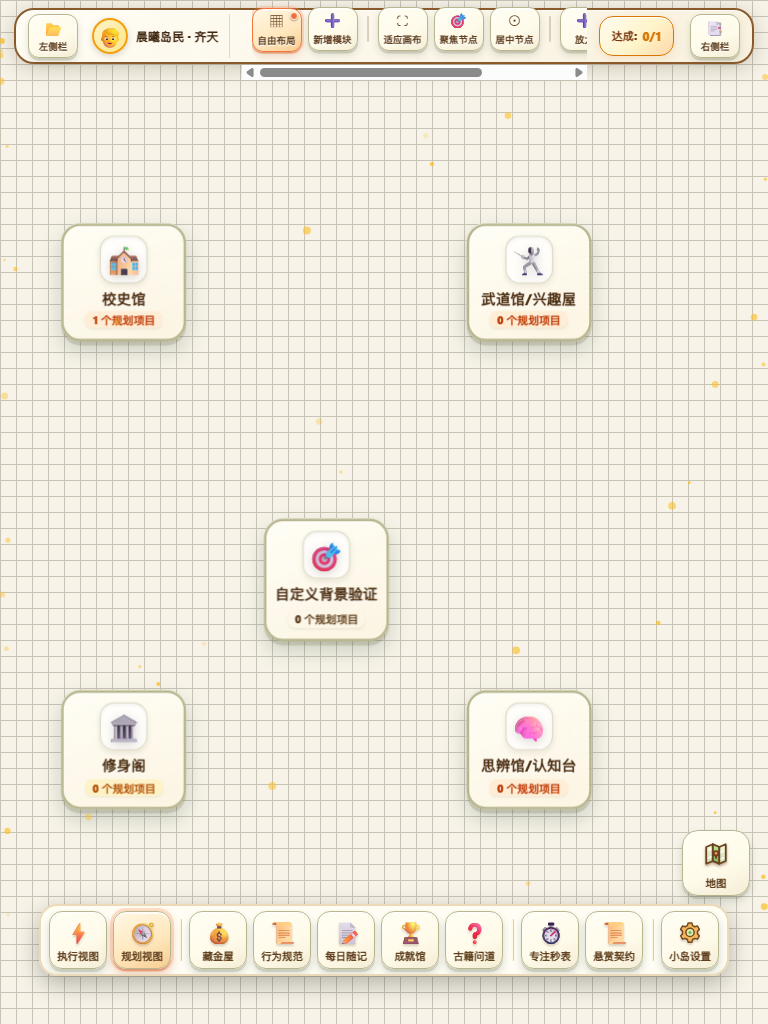 左侧栏
晨曦岛民 · 齐天
自由布局
新增模块
适应画布
聚焦节点
居中节点
达成: 0/1
右侧栏
校史馆
1 个规划项目
武道馆/兴趣屋
0 个规划项目
自定义背景验证
0 个规划项目
修身阁
0 个规划项目
思辨馆/认知台
0 个规划项目
地图
执行视图
规划视图
藏金屋
行为规范
每日随记
成就馆
古籍问道
专注秒表
悬赏契约
小岛设置